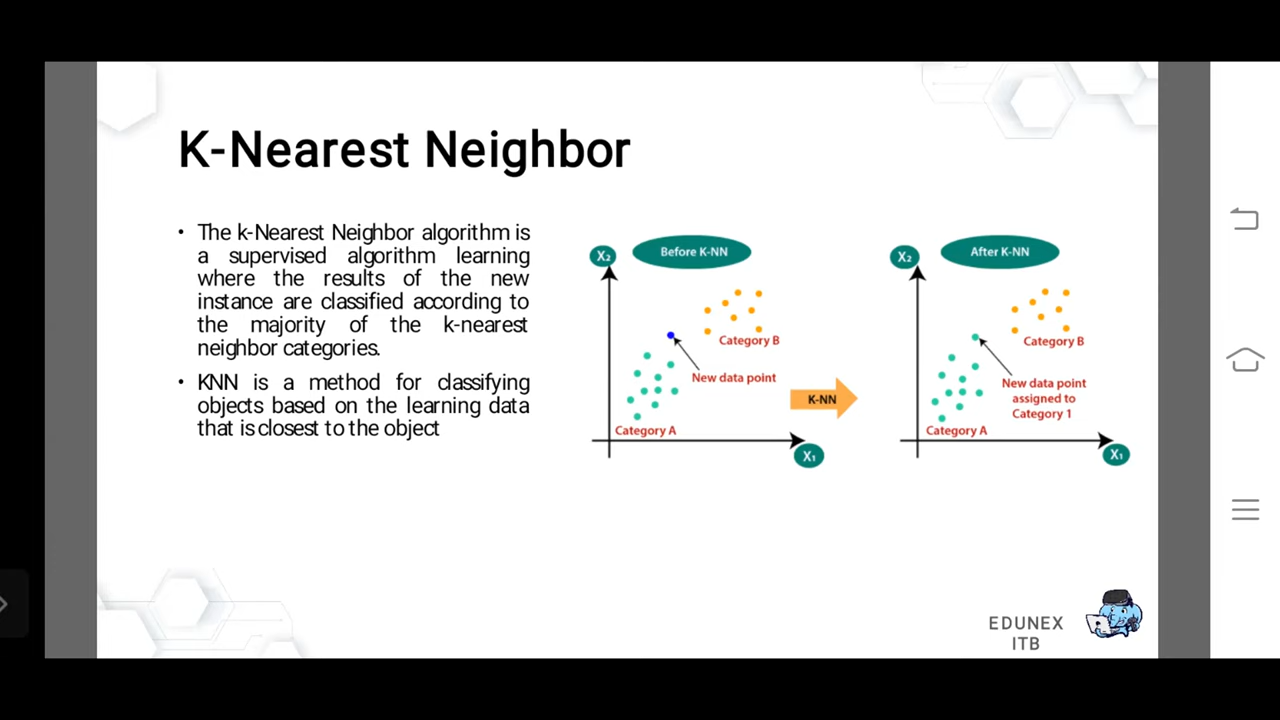 K-Nearest Neighbor
• The k-Nearest Neighbor algorithm is
a supervised algorithm learning
where the results of the new
instance are classified according to
the majority of the k-nearest
neighbor categories.
• KNN is a method for classifying
objects based on the learning data
that is closest to the object
X₂
Before K-NN
Category B
New data point
Category A
X₁
K-NN
X₂
After K-NN
Category B
New data point
assigned to
Category 1
Category A
X₁
EDUNEX
ITB